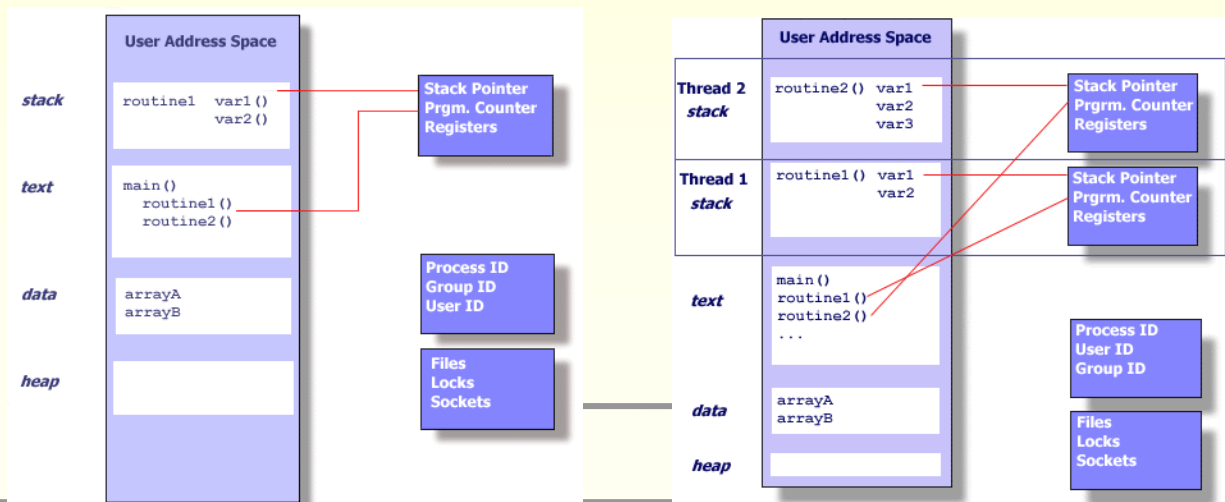 User Address Space
stack
routine1 var1()
var2()
Stack Pointer
Prgm. Counter
Registers
text
main()
routine1()
routine2()
data
arrayA
arrayB
Process ID
Group ID
User ID
heap
Files
Locks
Sockets
User Address Space
Thread 2
stack
routine2() var1
var2
var3
Stack Pointer
Prgrm. Counter
Registers
Thread 1
stack
routine1() var1
var2
Stack Pointer
Prgrm. Counter
Registers
text
main()
routine1()
routine2()
...
Process ID
User ID
Group ID
data
arrayA
arrayB
Files
Locks
Sockets
heap